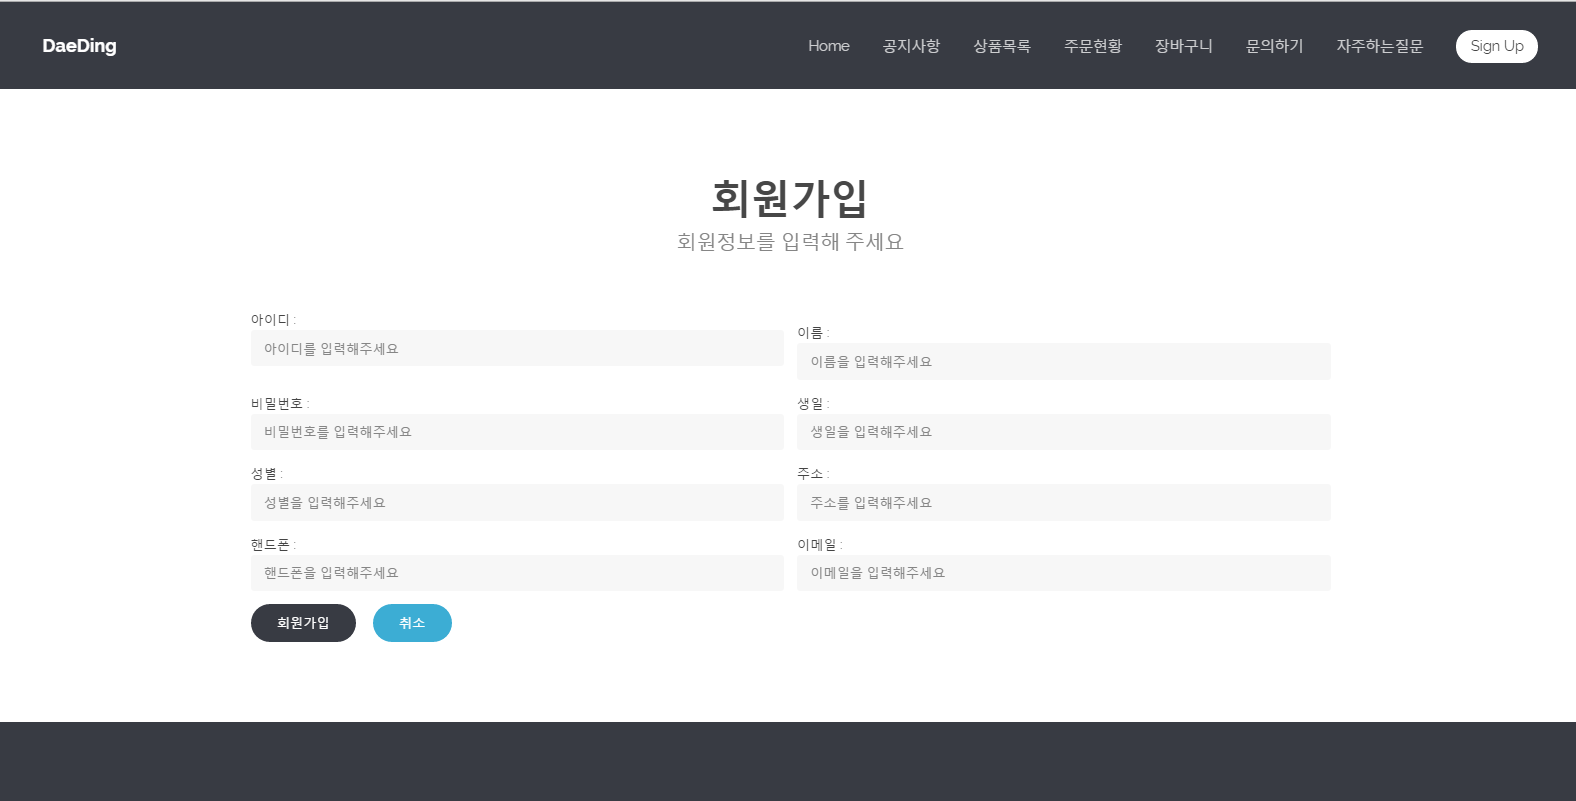 DaeDing
Home 공지사항 상품목록 주문현황 장바구니 문의하기 자주하는질문 Sign Up
회원가입
회원정보를 입력해 주세요
아이디 :
아이디를 입력해주세요
이름 :
이름을 입력해주세요
비밀번호 :
비밀번호를 입력해주세요
생일 :
생일을 입력해주세요
성별 :
성별을 입력해주세요
주소 :
주소를 입력해주세요
핸드폰 :
핸드폰을 입력해주세요
이메일 :
이메일을 입력해주세요
회원가입 취소